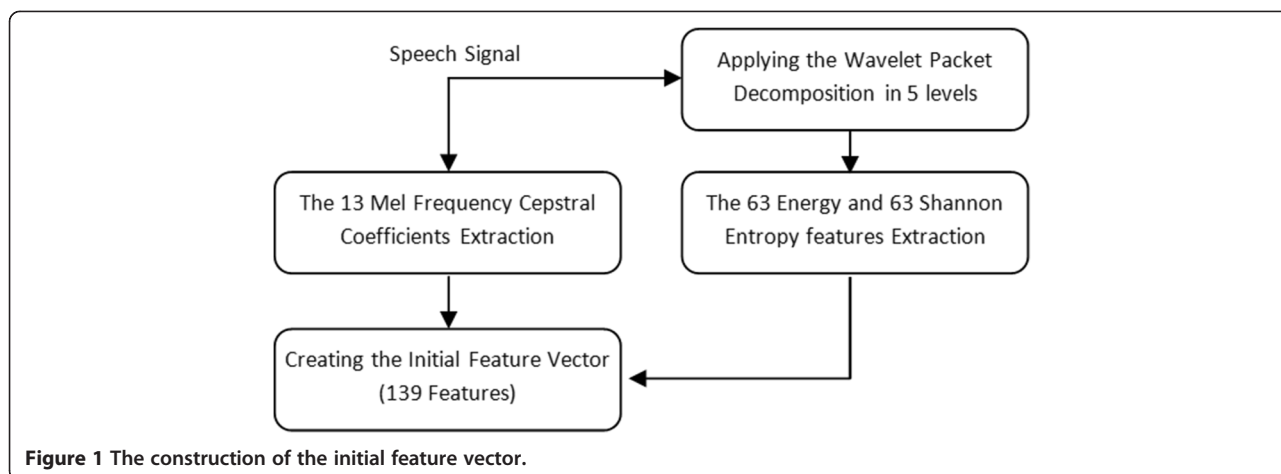 Speech Signal
Applying the Wavelet Packet
Decomposition in 5 levels
The 13 Mel Frequency Cepstral
Coefficients Extraction
The 63 Energy and 63 Shannon
Entropy features Extraction
Creating the Initial Feature Vector
(139 Features)
Figure 1 The construction of the initial feature vector.